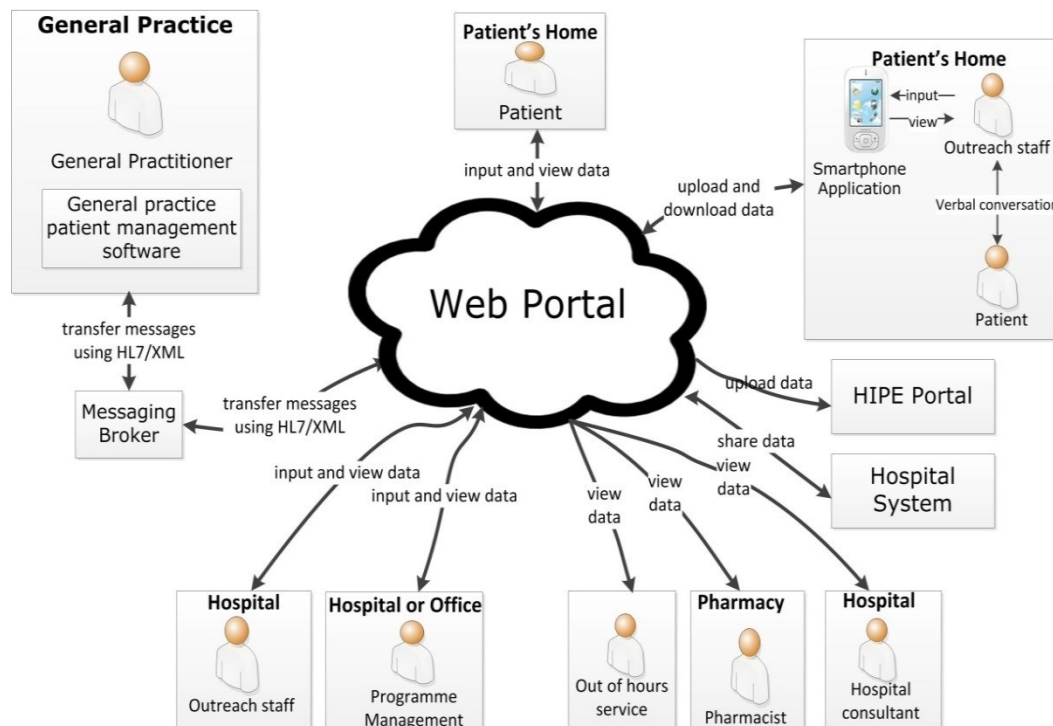 General Practice
General Practitioner
General practice
patient management
software
transfer messages
using HL7/XML
Messaging
Broker
transfer messages
using HL7/XML
Patient's Home
Patient
input and view data
Web Portal
upload and
download data
Patient's Home
input
view
Smartphone
Application
Outreach staff
Verbal conversation
Patient
upload data
HIPE Portal
share data
Hospital
System
view
data
view
data
view
data
input and view data
input and view data
Hospital
Outreach staff
Hospital or Office
Programme
Management
Out of hours
service
Pharmacy
Pharmacist
Hospital
Hospital
consultant